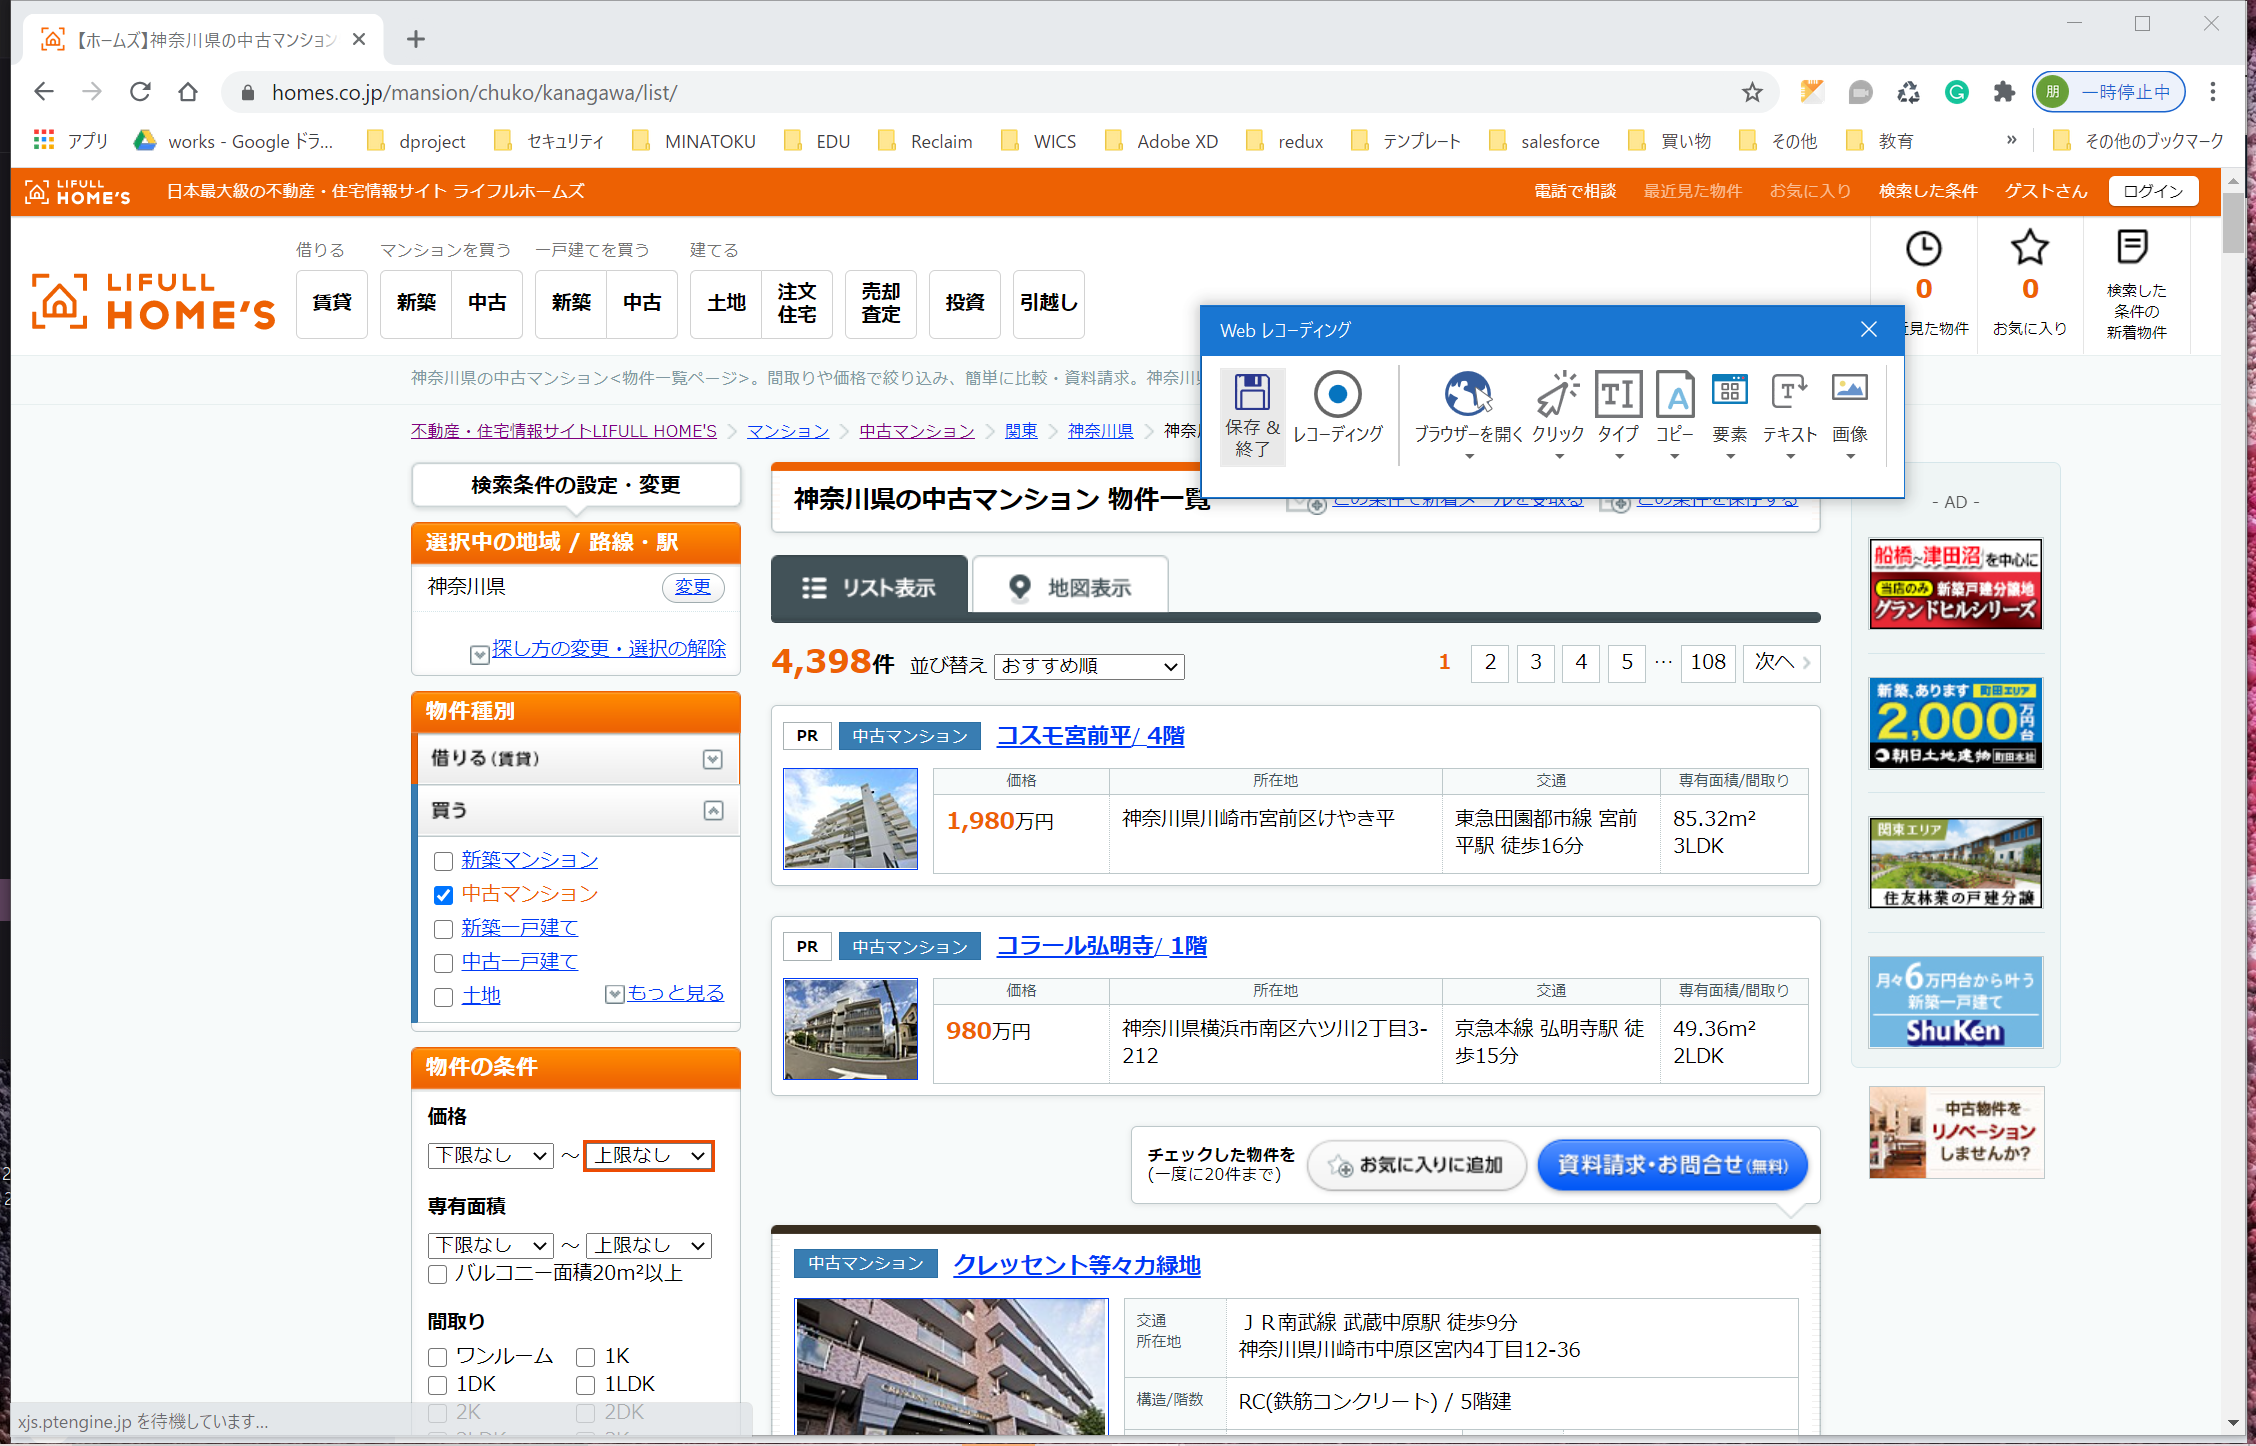 【ホームズ】神奈川県の中古マンション
homes.co.jp/mansion/chuko/kanagawa/list/
朋 一時停止中
アプリ works - Google ドラ... dproject セキュリティ MINATOKU EDU Reclaim WICS Adobe XD redux テンプレート salesforce 買い物 その他 教育 » その他のブックマーク
LIFULL HOME'S 日本最大級の不動産・住宅情報サイト ライフルホームズ 電話で相談 最近見た物件 お気に入り 検索した条件 ゲストさん ログイン
借りる マンションを買う 一戸建てを買う 建てる
LIFULL HOME'S
賃貸 新築 中古 新築 中古 土地 注文住宅 売却査定 投資 引越し
0 見た物件
0 お気に入り
検索した
条件の
新着物件
Web レコーディング
保存 & 終了 レコーディング ブラウザーを開く クリック タイプ コピー 要素 テキスト 画像
神奈川県の中古マンション<物件一覧ページ>。間取りや価格で絞り込み、簡単に比較・資料請求。神奈川
不動産・住宅情報サイトLIFULL HOME'S マンション 中古マンション 関東 神奈川県 神奈
検索条件の設定・変更
選択中の地域 / 路線・駅
神奈川県 変更
探し方の変更・選択の解除
物件種別
借りる(賃貸)
買う
新築マンション
中古マンション
新築一戸建て
中古一戸建て
土地 もっと見る
物件の条件
価格
下限なし ～ 上限なし
専有面積
下限なし ～ 上限なし
バルコニー面積20m²以上
間取り
ワンルーム 1K
1DK 1LDK
2K 2DK
xjs.ptengine.jp を待機しています...
神奈川県の中古マンション 物件一覧
この条件で新着メールを受取る この条件を保存する
リスト表示 地図表示
4,398件 並び替え おすすめ順 1 2 3 4 5 … 108 次へ
PR 中古マンション コスモ宮前平/ 4階
価格 所在地 交通 専有面積/間取り
1,980万円 神奈川県川崎市宮前区けやき平 東急田園都市線 宮前平駅 徒歩16分 85.32m² 3LDK
PR 中古マンション コラール弘明寺/ 1階
価格 所在地 交通 専有面積/間取り
980万円 神奈川県横浜市南区六ツ川2丁目3-212 京急本線 弘明寺駅 徒歩15分 49.36m² 2LDK
チェックした物件を
(一度に20件まで)
お気に入りに追加 資料請求・お問合せ(無料)
中古マンション クレッセント等々力緑地
交通
所在地
ＪＲ南武線 武蔵中原駅 徒歩9分
神奈川県川崎市中原区宮内4丁目12-36
構造/階数 RC(鉄筋コンクリート) / 5階建
- AD -
船橋～津田沼を中心に
当店のみ 新築戸建分譲地
グランドヒルシリーズ
新築、あります 町田エリア
2,000万円台
朝日土地建物 町田本社
関東エリア
住友林業の戸建分譲
月々6万円台から叶う
新築一戸建て
ShuKen
中古物件を
リノベーション
しませんか?